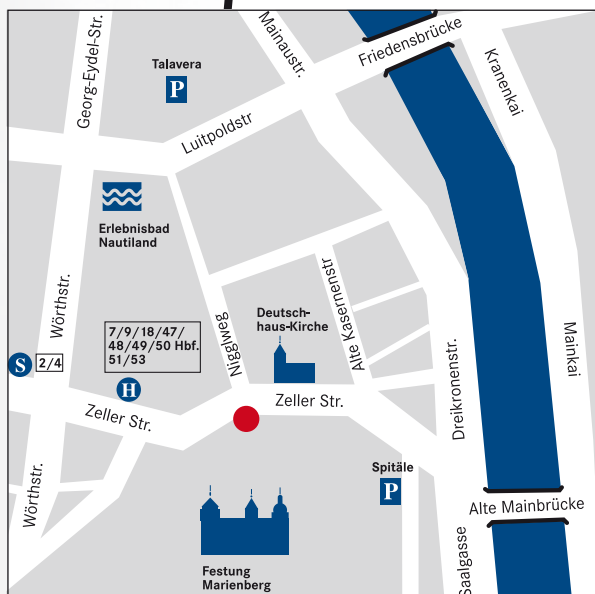 Georg-Eydel-Str.
Mainaustr.
Friedensbrücke
Kranenkai
Talavera
P
Luitpoldstr
Erlebnisbad
Nautiland
Wörthstr.
Nigglweg
Deutsch-
haus-Kirche
Alte Kasernenstr
7/9/18/47/
48/49/50 Hbf.
51/53
S
2/4
H
Zeller Str.
Zeller Str.
Dreikronenstr.
Mainkai
Wörthstr.
Spitäle
P
Alte Mainbrücke
Saalgasse
Festung
Marienberg